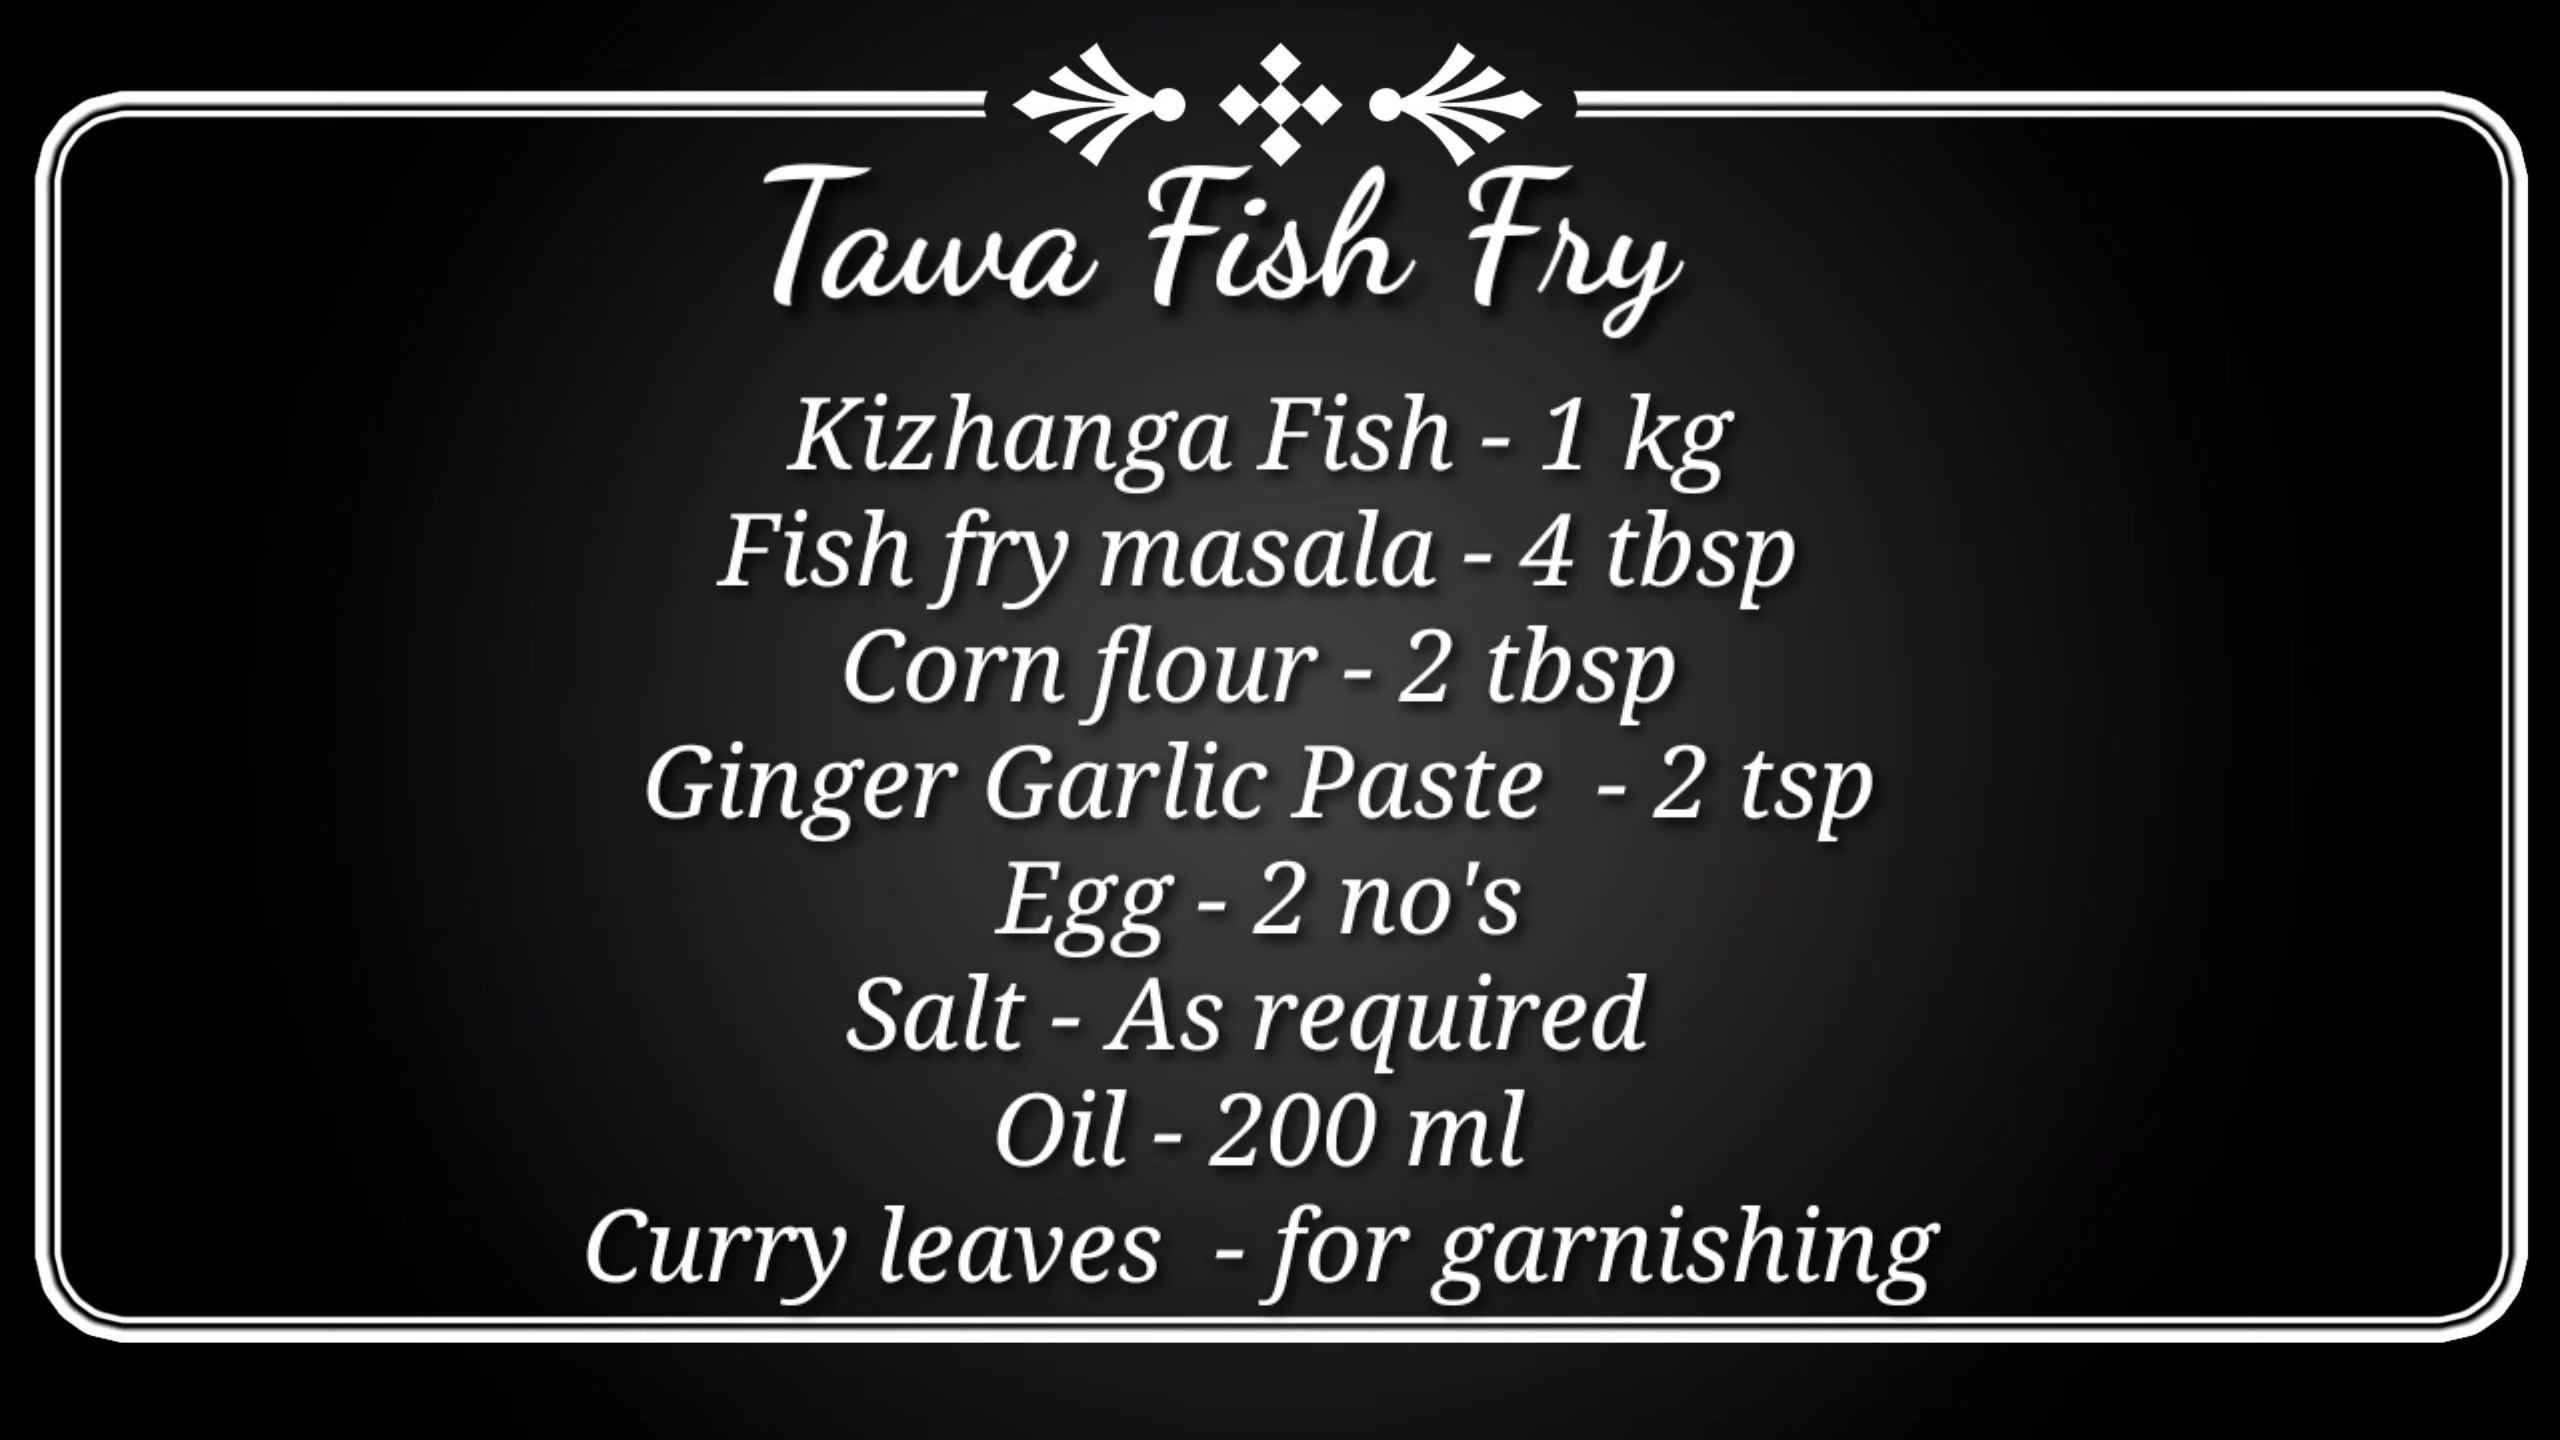 Tawa Fish Fry
Kizhanga Fish - 1 kg
Fish fry masala - 4 tbsp
Corn flour - 2 tbsp
Ginger Garlic Paste  - 2 tsp
Egg - 2 no's
Salt - As required
Oil - 200 ml
Curry leaves  - for garnishing